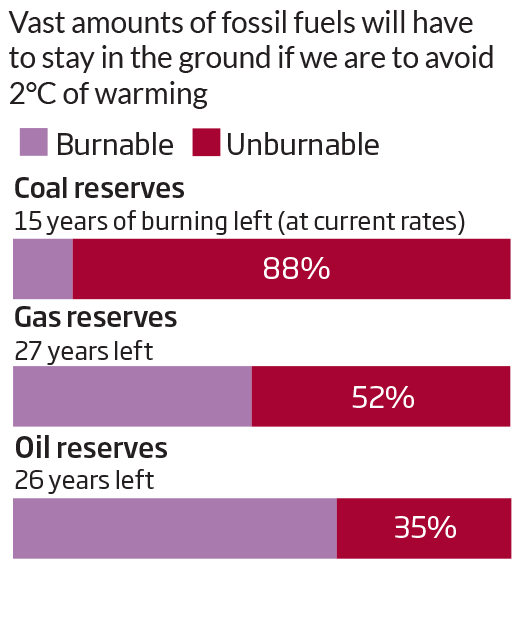 Vast amounts of fossil fuels will have
to stay in the ground if we are to avoid
2°C of warming
Burnable Unburnable
Coal reserves
15 years of burning left (at current rates)
88%
Gas reserves
27 years left
52%
Oil reserves
26 years left
35%